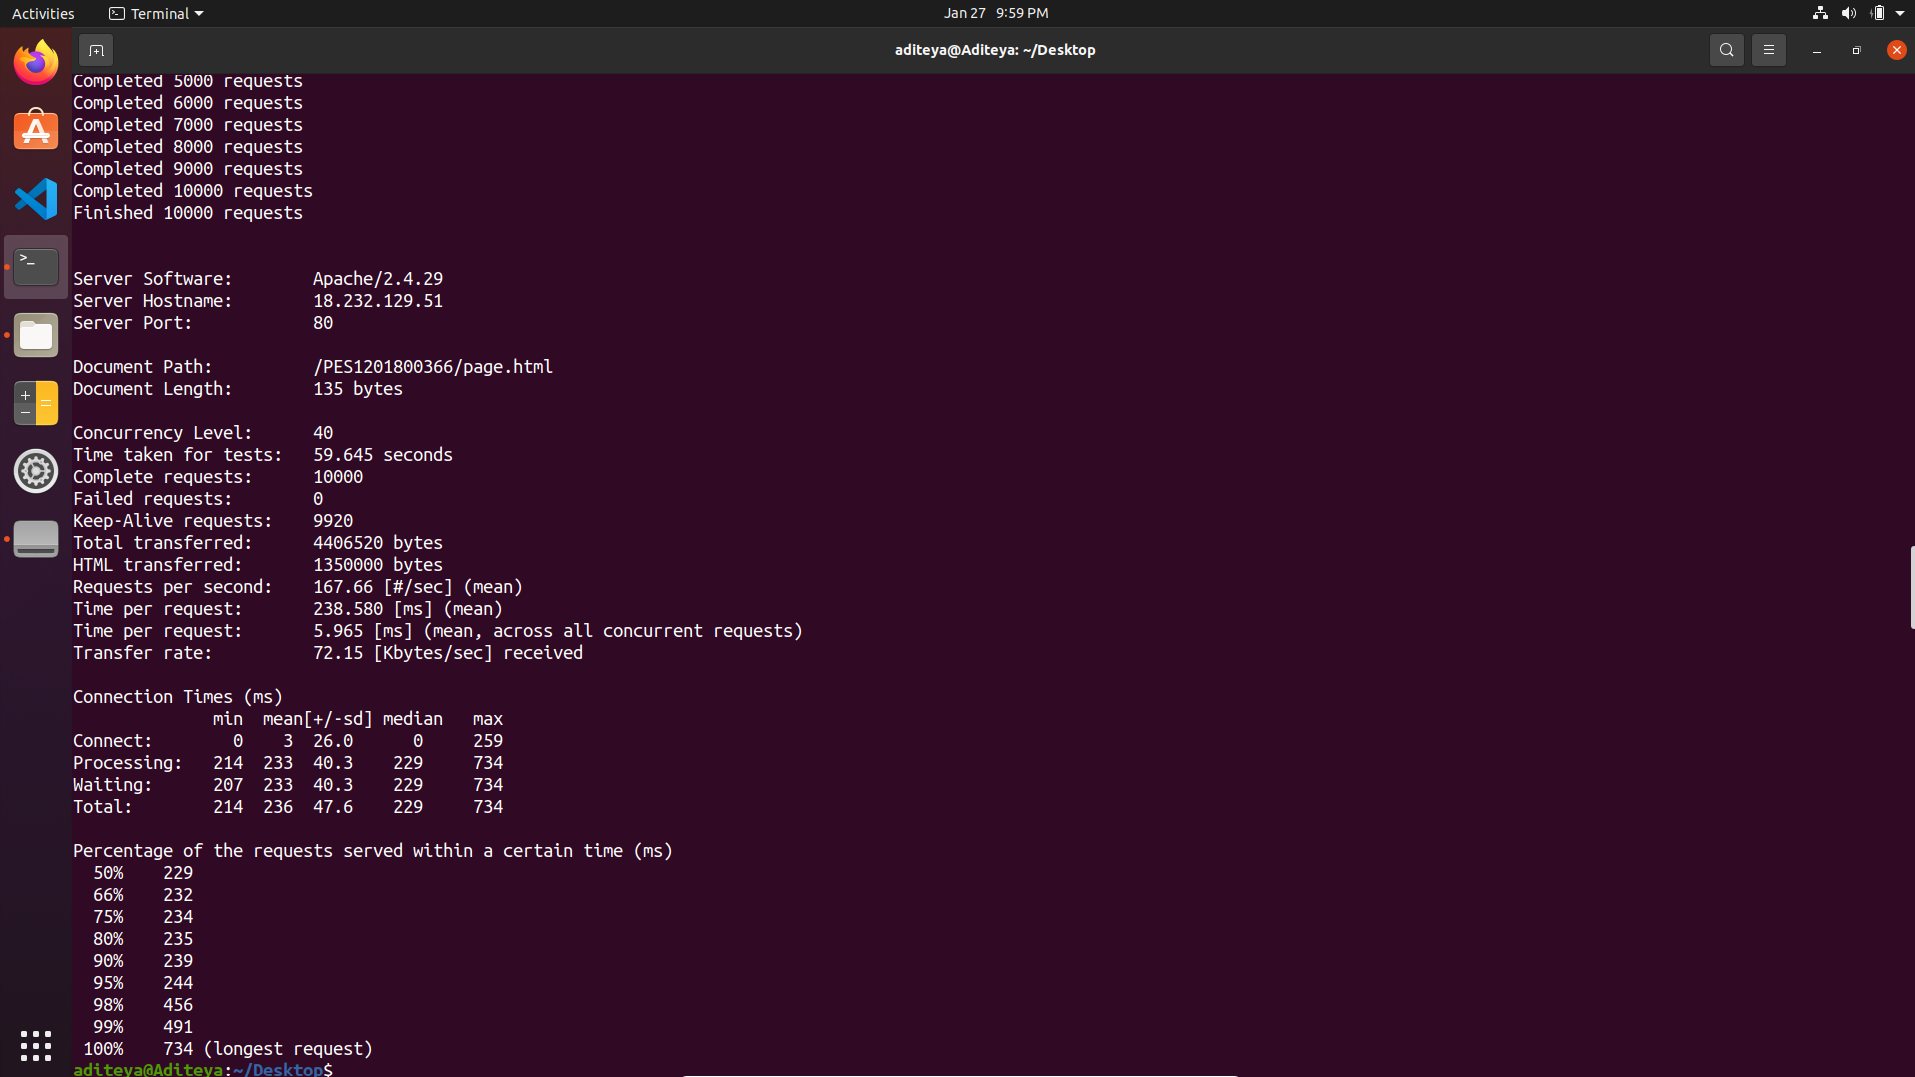 Activities
Terminal
Jan 27 9:59 PM
aditeya@Aditeya: ~/Desktop
Completed 5000 requests
Completed 6000 requests
Completed 7000 requests
Completed 8000 requests
Completed 9000 requests
Completed 10000 requests
Finished 10000 requests
Server Software: Apache/2.4.29
Server Hostname: 18.232.129.51
Server Port: 80
Document Path: /PES1201800366/page.html
Document Length: 135 bytes
Concurrency Level: 40
Time taken for tests: 59.645 seconds
Complete requests: 10000
Failed requests: 0
Keep-Alive requests: 9920
Total transferred: 4406520 bytes
HTML transferred: 1350000 bytes
Requests per second: 167.66 [#/sec] (mean)
Time per request: 238.580 [ms] (mean)
Time per request: 5.965 [ms] (mean, across all concurrent requests)
Transfer rate: 72.15 [Kbytes/sec] received
Connection Times (ms)
min mean[+/-sd] median max
Connect: 0 3 26.0 0 259
Processing: 214 233 40.3 229 734
Waiting: 207 233 40.3 229 734
Total: 214 236 47.6 229 734
Percentage of the requests served within a certain time (ms)
50% 229
66% 232
75% 234
80% 235
90% 239
95% 244
98% 456
99% 491
100% 734 (longest request)
aditeya@Aditeya:~/Desktop$